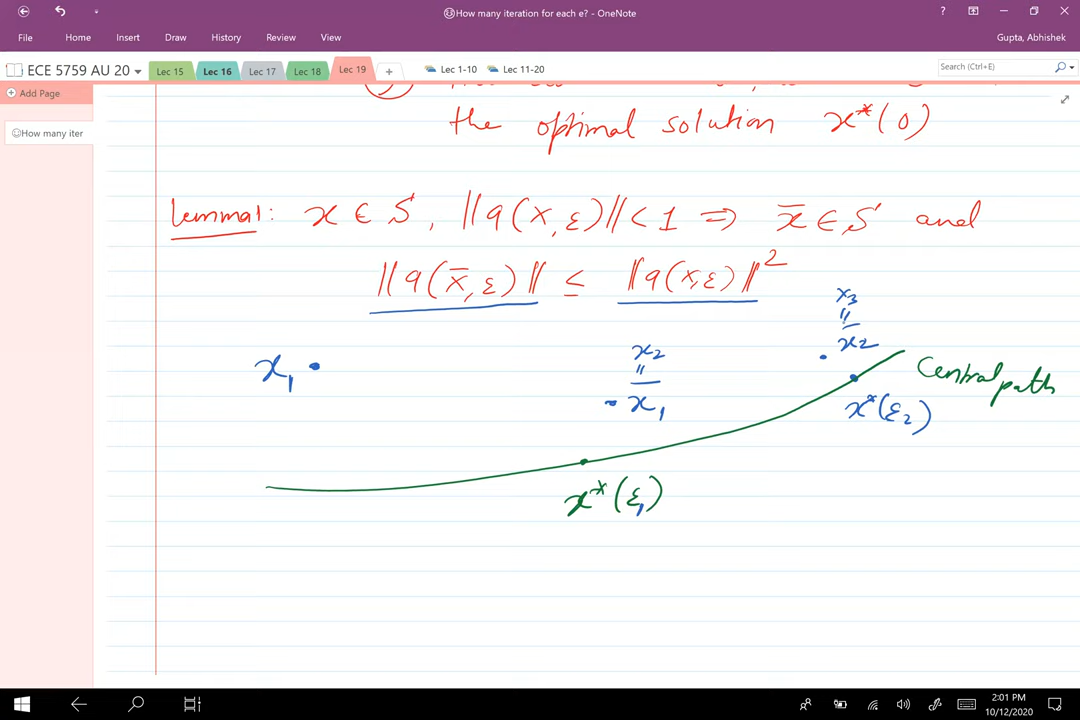 How many iteration for each e? - OneNote
?
Gupta, Abhishek
File Home Insert Draw History Review View
ECE 5759 AU 20 Lec 15 Lec 16 Lec 17 Lec 18 Lec 19 + Lec 1-10 Lec 11-20 Search (Ctrl+E)
+ Add Page
How many iter
the optimal solution x*(0)
Lemma1: x ∈ S, ||q(x, ε)|| < 1 ⇒ x̄ ∈ S and
||q(x̄, ε)|| ≤ ||q(x, ε)||²
x₁
x₂
=
x̄₁
x₃
=
x̄₂
Central path
x*(ε₂)
x*(ε₁)
2:01 PM
10/12/2020